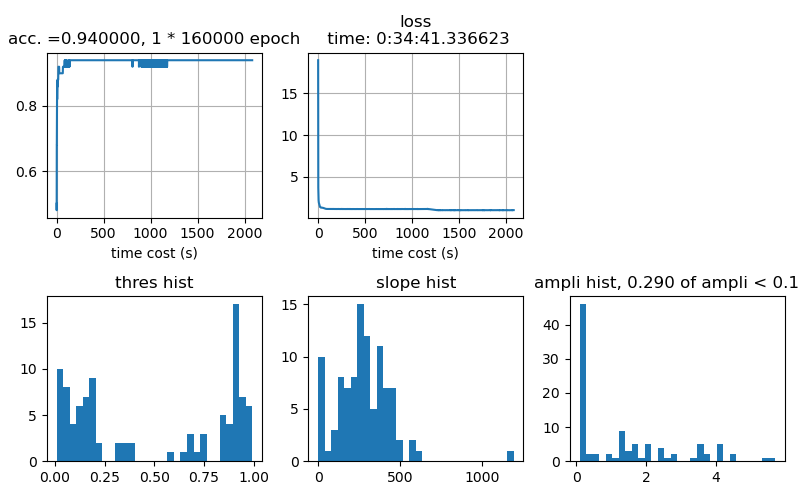 acc. =0.940000, 1 * 160000 epoch
0.8
0.6
0 500 1000 1500 2000
time cost (s)
loss
time: 0:34:41.336623
15
10
5
0 500 1000 1500 2000
time cost (s)
thres hist
15
10
5
0
0.00 0.25 0.50 0.75 1.00
slope hist
15
10
5
0
0 500 1000
ampli hist, 0.290 of ampli < 0.1
40
30
20
10
0
0 2 4